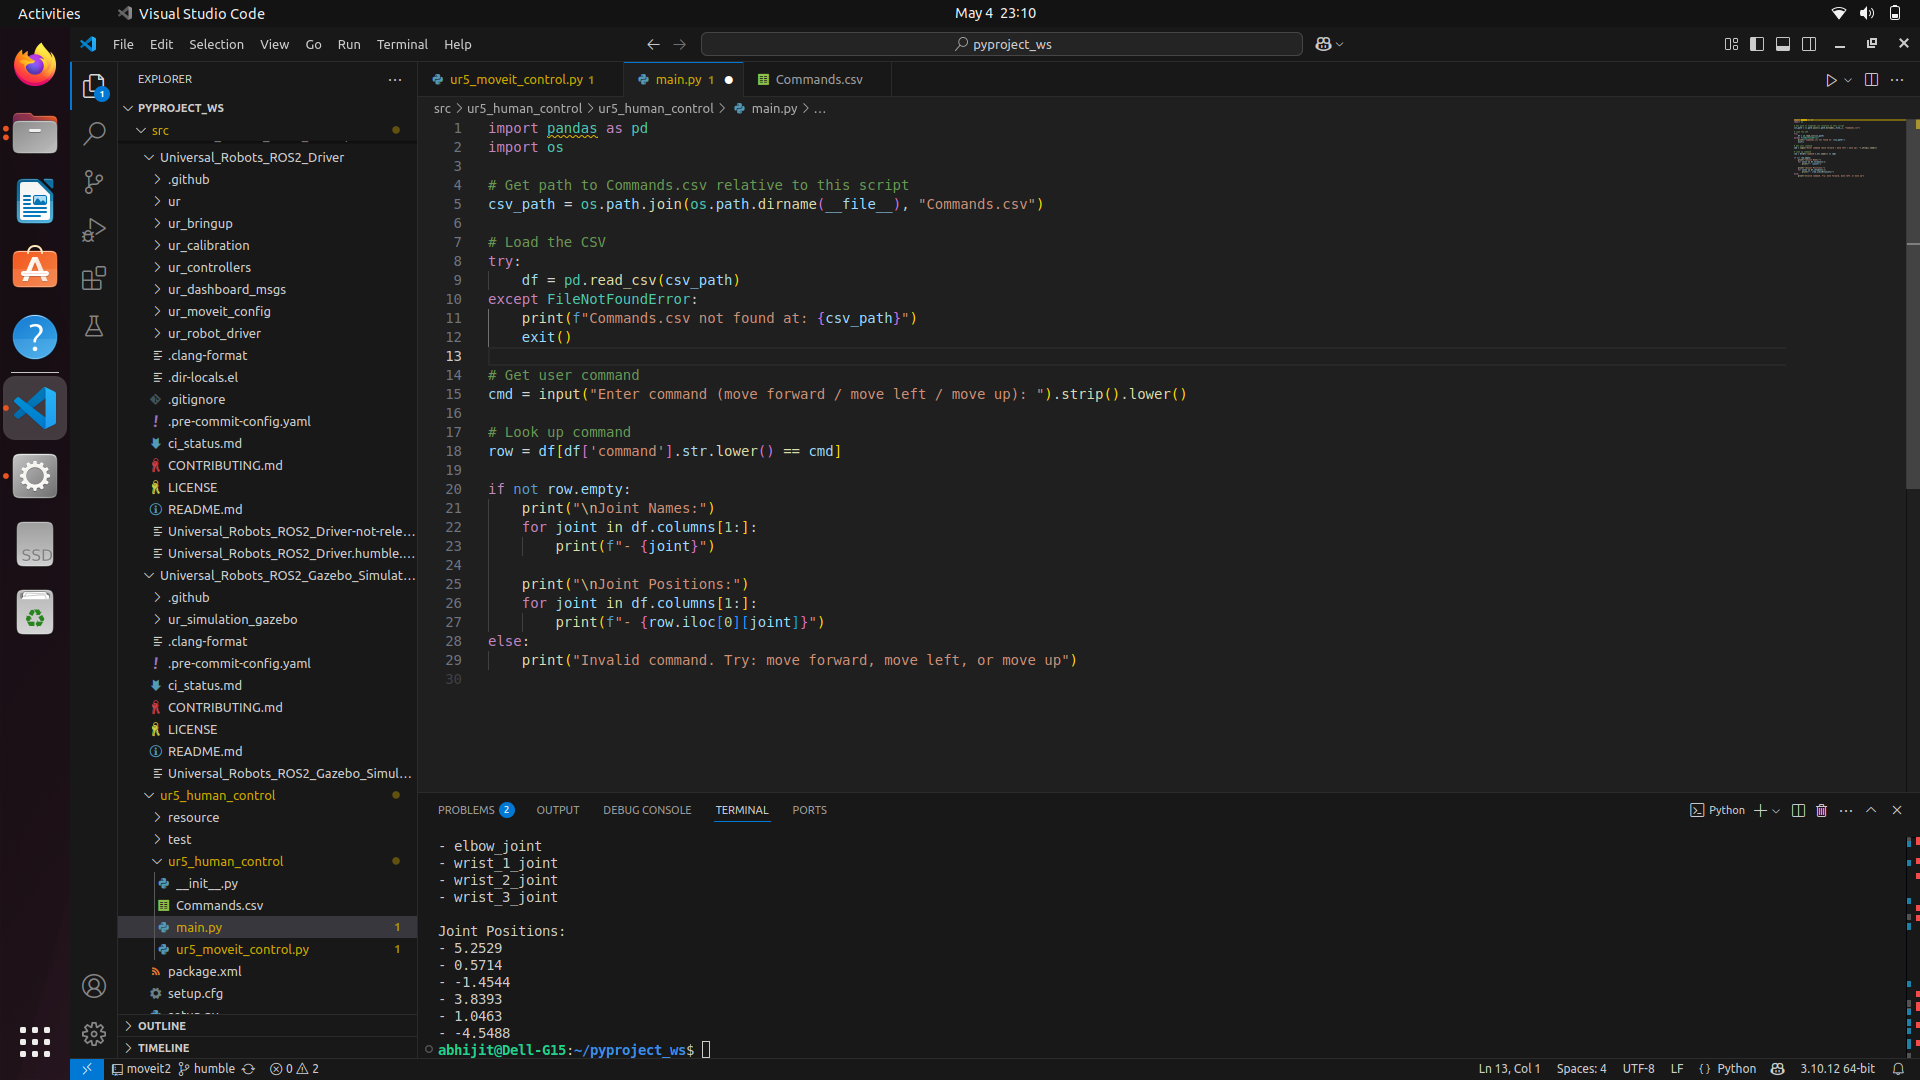 Activities
Visual Studio Code
May 4 23:10
File Edit Selection View Go Run Terminal Help
pyproject_ws
EXPLORER
PYPROJECT_WS
src
Universal_Robots_ROS2_Driver
.github
ur
ur_bringup
ur_calibration
ur_controllers
ur_dashboard_msgs
ur_moveit_config
ur_robot_driver
.clang-format
.dir-locals.el
.gitignore
.pre-commit-config.yaml
ci_status.md
CONTRIBUTING.md
LICENSE
README.md
Universal_Robots_ROS2_Driver-not-rele...
Universal_Robots_ROS2_Driver.humble....
Universal_Robots_ROS2_Gazebo_Simulat...
.github
ur_simulation_gazebo
.clang-format
.pre-commit-config.yaml
ci_status.md
CONTRIBUTING.md
LICENSE
README.md
Universal_Robots_ROS2_Gazebo_Simul...
ur5_human_control
resource
test
ur5_human_control
__init__.py
Commands.csv
main.py 1
ur5_moveit_control.py 1
package.xml
setup.cfg
OUTLINE
TIMELINE
SSD
1
ur5_moveit_control.py 1
main.py 1
Commands.csv
src > ur5_human_control > ur5_human_control > main.py > ...
1 import pandas as pd
2 import os
3
4 # Get path to Commands.csv relative to this script
5 csv_path = os.path.join(os.path.dirname(__file__), "Commands.csv")
6
7 # Load the CSV
8 try:
9     df = pd.read_csv(csv_path)
10 except FileNotFoundError:
11     print(f"Commands.csv not found at: {csv_path}")
12     exit()
13
14 # Get user command
15 cmd = input("Enter command (move forward / move left / move up): ").strip().lower()
16
17 # Look up command
18 row = df[df['command'].str.lower() == cmd]
19
20 if not row.empty:
21     print("\nJoint Names:")
22     for joint in df.columns[1:]:
23         print(f"- {joint}")
24
25     print("\nJoint Positions:")
26     for joint in df.columns[1:]:
27         print(f"- {row.iloc[0][joint]}")
28 else:
29     print("Invalid command. Try: move forward, move left, or move up")
30
PROBLEMS 2 OUTPUT DEBUG CONSOLE TERMINAL PORTS
Python
- elbow_joint
- wrist_1_joint
- wrist_2_joint
- wrist_3_joint
Joint Positions:
- 5.2529
- 0.5714
- -1.4544
- 3.8393
- 1.0463
- -4.5488
abhijit@Dell-G15:~/pyproject_ws$
moveit2 humble 0 2
Ln 13, Col 1 Spaces: 4 UTF-8 LF {} Python 3.10.12 64-bit